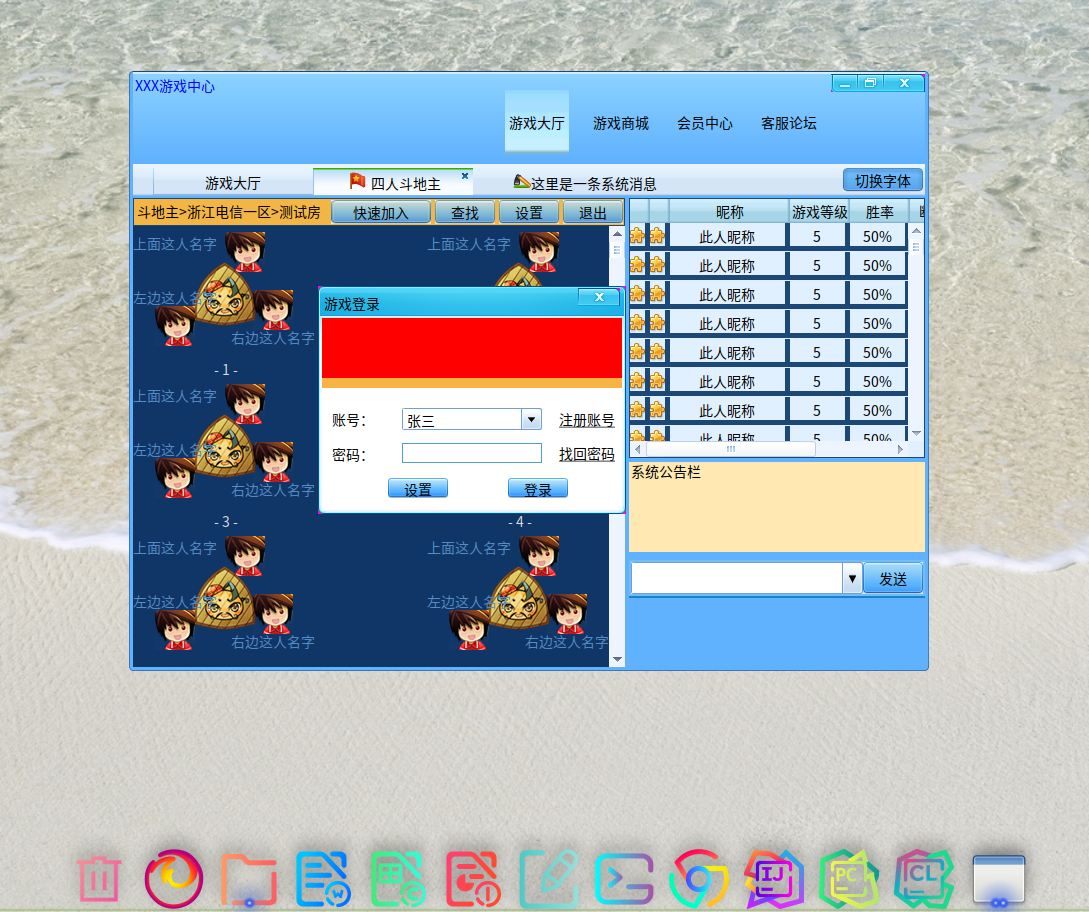 XXX游戏中心
游戏大厅 游戏商城 会员中心 客服论坛
游戏大厅 四人斗地主 这里是一条系统消息 切换字体
斗地主>浙江电信一区>测试房 快速加入 查找 设置 退出
昵称 游戏等级 胜率
上面这人名字 上面这人名字
左边这人名字
右边这人名字
- 1 -
上面这人名字
左边这人名字
右边这人名字
- 3 - - 4 -
上面这人名字 上面这人名字
左边这人名字 左边这人名字
右边这人名字 右边这人名字
游戏登录
账号: 张三 注册账号
密码: 找回密码
设置 登录
此人昵称 5 50%
此人昵称 5 50%
此人昵称 5 50%
此人昵称 5 50%
此人昵称 5 50%
此人昵称 5 50%
此人昵称 5 50%
此人昵称 5 50%
系统公告栏
发送
IJ PC CL